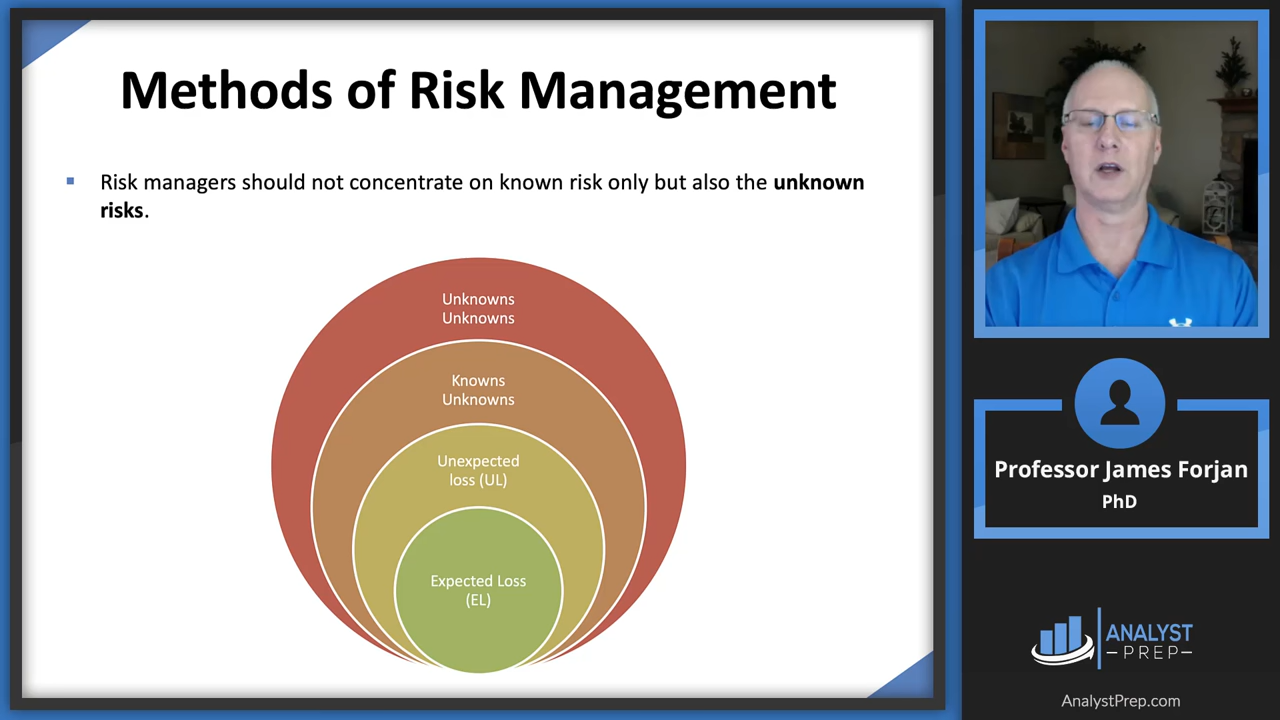 Methods of Risk Management
Risk managers should not concentrate on known risk only but also the unknown
risks.
Unknowns
Unknowns
Knowns
Unknowns
Unexpected
loss (UL)
Expected Loss
(EL)
Professor James Forjan
PhD
ANALYST
PREP
AnalystPrep.com